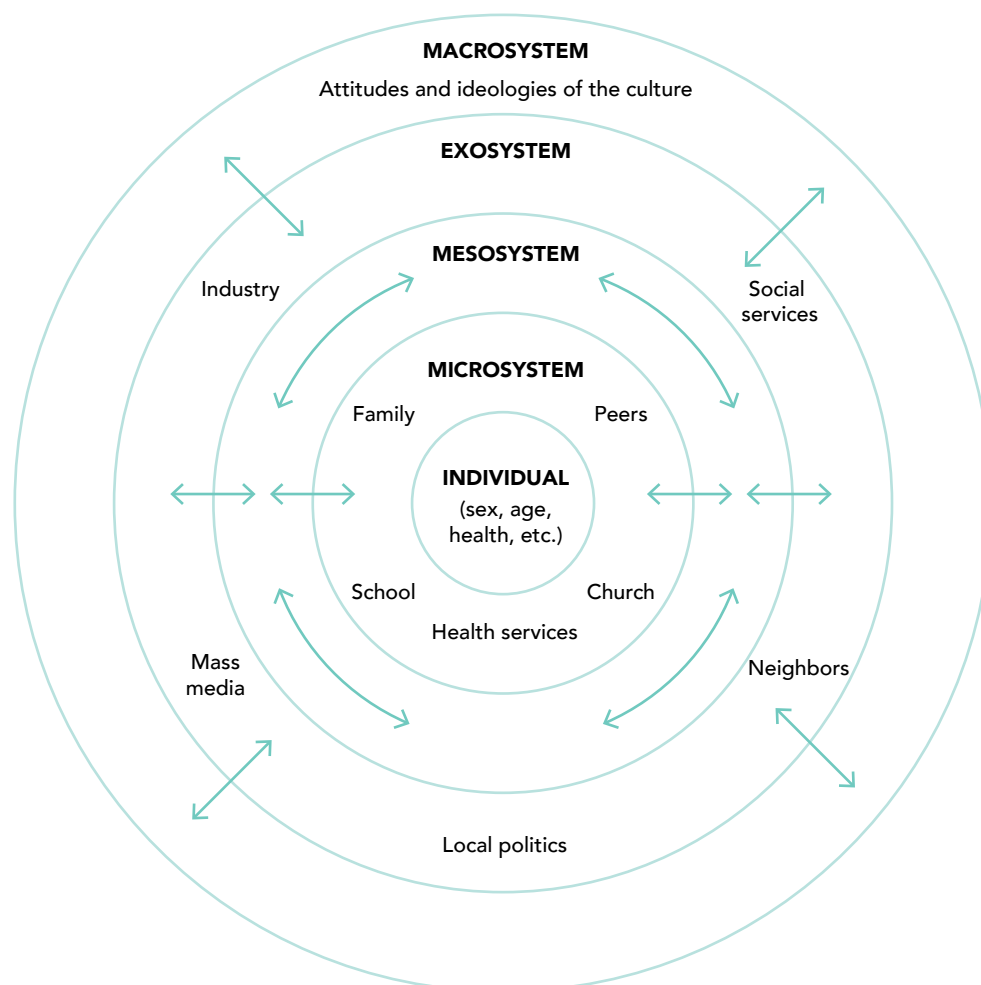 MACROSYSTEM
Attitudes and ideologies of the culture
EXOSYSTEM
MESOSYSTEM
Industry
Social
services
MICROSYSTEM
Family
Peers
INDIVIDUAL
(sex, age,
health, etc.)
School
Church
Health services
Mass
media
Neighbors
Local politics